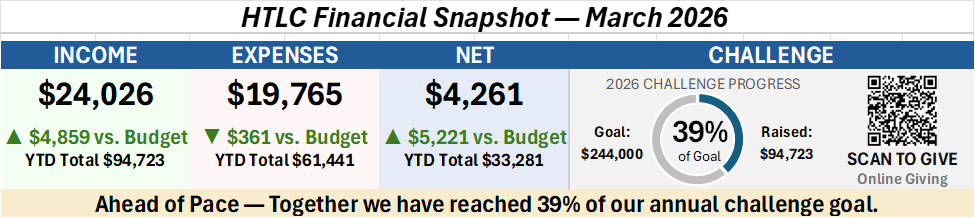 HTLC Financial Snapshot — March 2026
INCOME EXPENSES NET CHALLENGE
$24,026 $19,765 $4,261
▲ $4,859 vs. Budget ▼ $361 vs. Budget ▲ $5,221 vs. Budget
YTD Total $94,723 YTD Total $61,441 YTD Total $33,281
2026 CHALLENGE PROGRESS
Goal:
$244,000
39%
of Goal
Raised:
$94,723
SCAN TO GIVE
Online Giving
Ahead of Pace — Together we have reached 39% of our annual challenge goal.